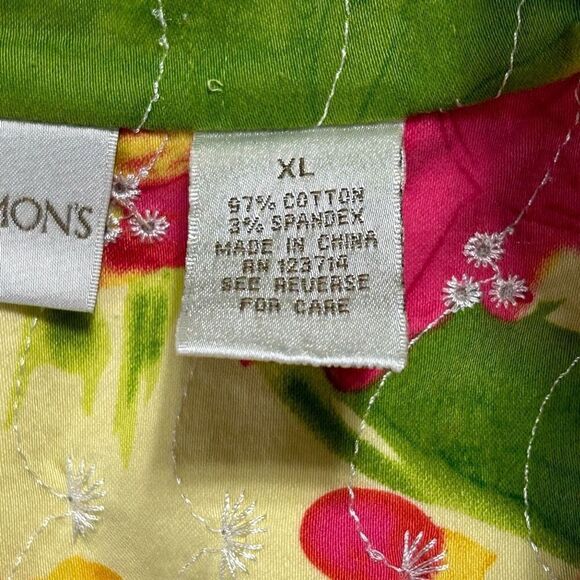 MON'S
XL
97% COTTON
3% SPANDEX
MADE IN CHINA
RN 123714
SEE REVERSE
FOR CARE